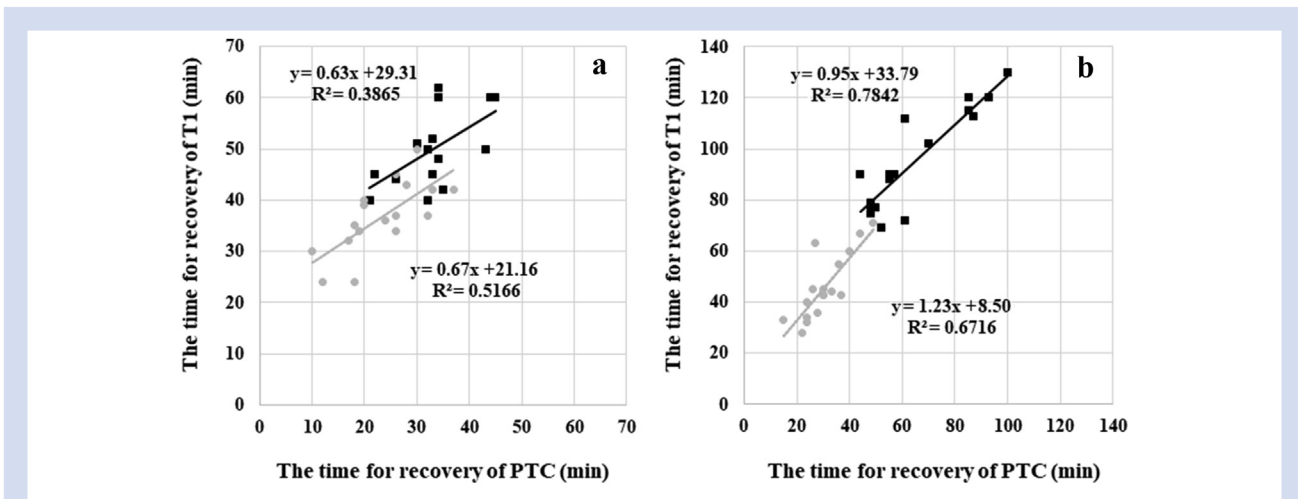 The time for recovery of T1 (min)
70
60
50
40
30
20
10
0
y= 0.63x +29.31
R²= 0.3865
a
y= 0.67x +21.16
R²= 0.5166
0 10 20 30 40 50 60 70
The time for recovery of PTC (min)
The time for recovery of T1 (min)
140
120
100
80
60
40
20
0
y= 0.95x +33.79
R²= 0.7842
b
y= 1.23x +8.50
R²= 0.6716
0 20 40 60 80 100 120 140
The time for recovery of PTC (min)